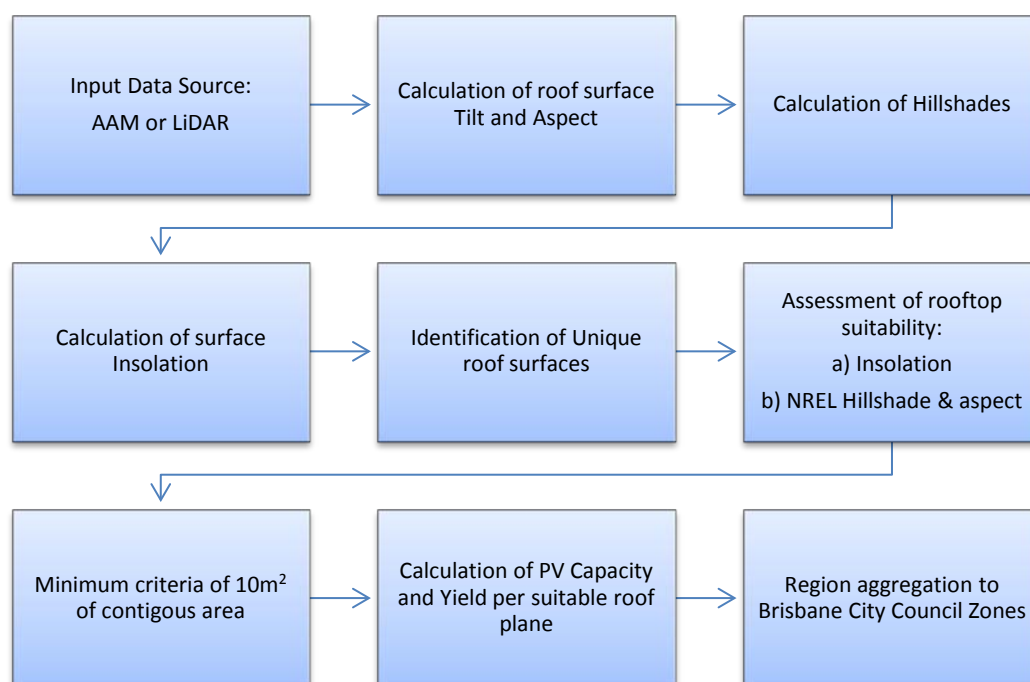 Input Data Source:
AAM or LiDAR
Calculation of roof surface
Tilt and Aspect
Calculation of Hillshades
Calculation of surface
Insolation
Identification of Unique
roof surfaces
Assessment of rooftop
suitability:
a) Insolation
b) NREL Hillshade & aspect
Minimum criteria of 10m²
of contigous area
Calculation of PV Capacity
and Yield per suitable roof
plane
Region aggregation to
Brisbane City Council Zones